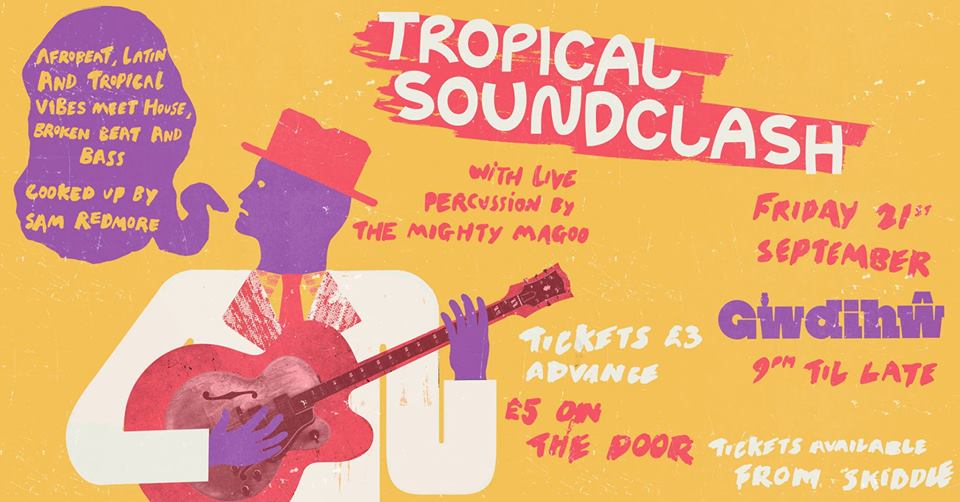 AFROBEAT, LATIN
AND TROPICAL
VIBES MEET HOUSE,
BROKEN BEAT AND
BASS
COOKED UP BY
SAM REDMORE
TROPICAL
SOUNDCLASH
WITH LIVE
PERCUSSION BY
THE MIGHTY MAGOO
FRIDAY 21ST
SEPTEMBER
Gwdihŵ
9PM TIL LATE
TICKETS £3
ADVANCE
£5 ON
THE DOOR
TICKETS AVAILABLE
FROM SKIDDLE